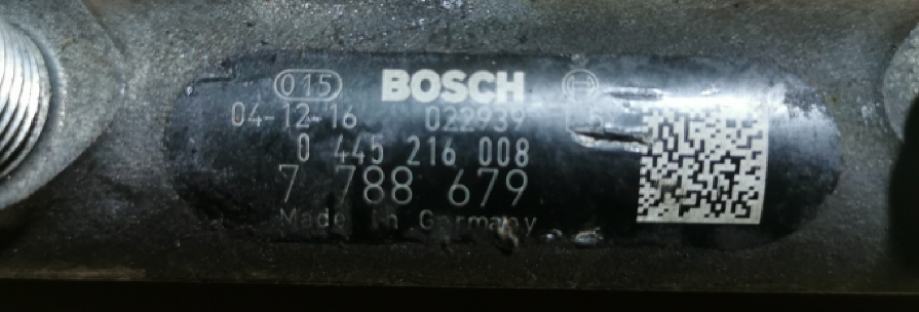 015 BOSCH
04-12-16 022939
0 445 216 008
7 788 679
Made in Germany